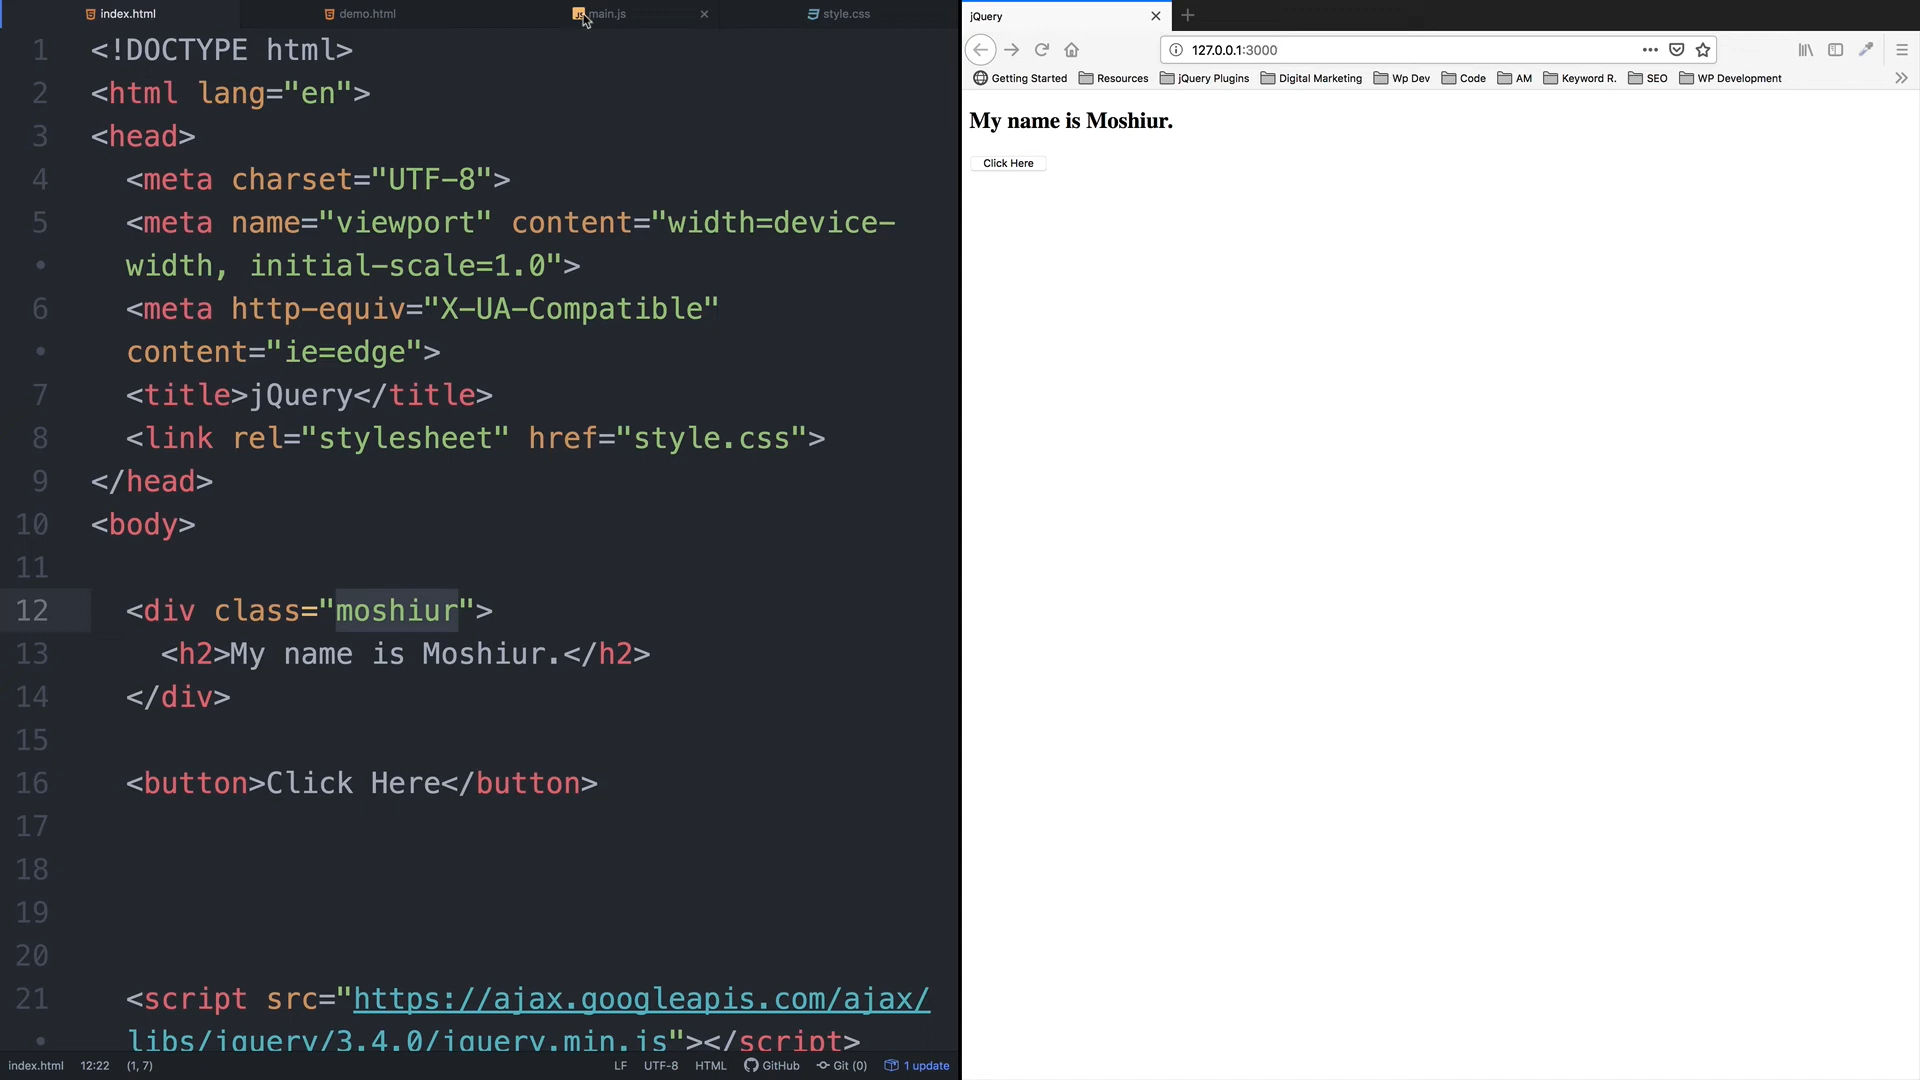 index.html
demo.html
main.js
style.css
1 <!DOCTYPE html>
2 <html lang="en">
3 <head>
4 <meta charset="UTF-8">
5 <meta name="viewport" content="width=device-
• width, initial-scale=1.0">
6 <meta http-equiv="X-UA-Compatible"
• content="ie=edge">
7 <title>jQuery</title>
8 <link rel="stylesheet" href="style.css">
9 </head>
10 <body>
11
12 <div class="moshiur">
13 <h2>My name is Moshiur.</h2>
14 </div>
15
16 <button>Click Here</button>
17
18
19
20
21 <script src="https://ajax.googleapis.com/ajax/
• libs/jquery/3.4.0/jquery.min.js"></script>
index.html 12:22 (1, 7) LF UTF-8 HTML GitHub Git (0) 1 update
jQuery
127.0.0.1:3000
Getting Started Resources jQuery Plugins Digital Marketing Wp Dev Code AM Keyword R. SEO WP Development
My name is Moshiur.
Click Here